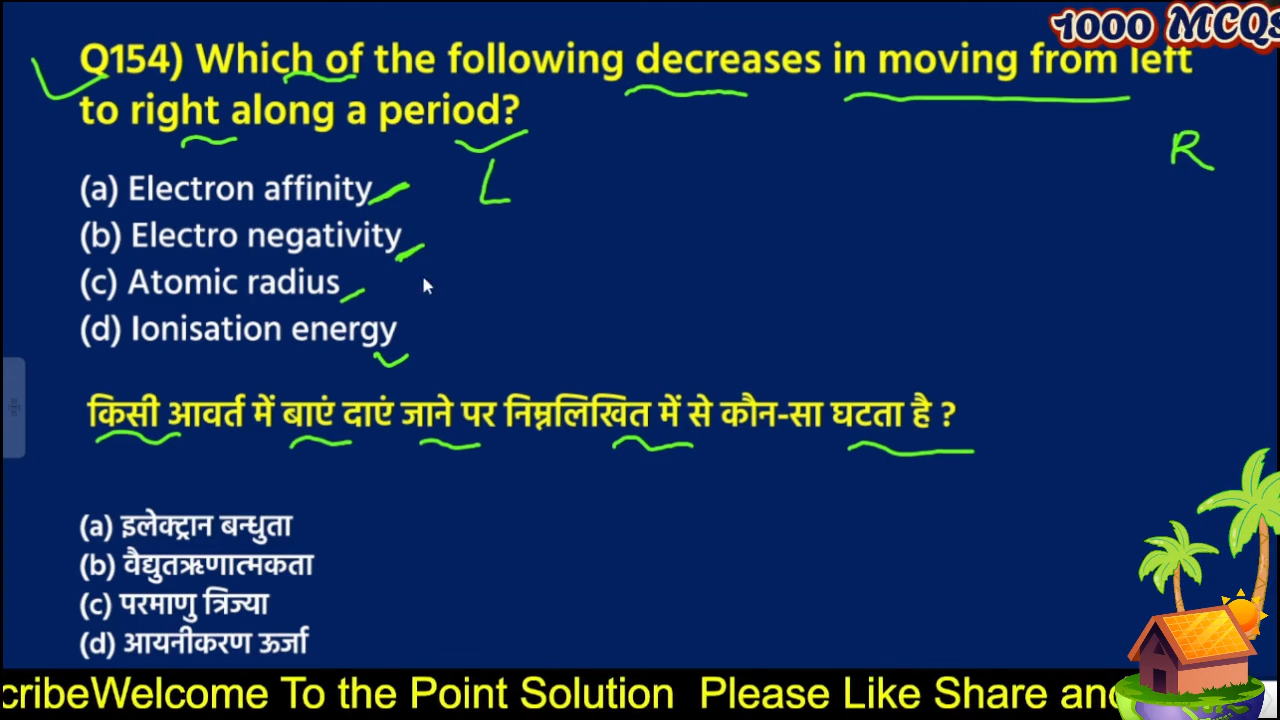 1000 MCQs
Q154) Which of the following decreases in moving from left
to right along a period?
R
(a) Electron affinity
L
(b) Electro negativity
(c) Atomic radius
(d) Ionisation energy
किसी आवर्त में बाएं दाएं जाने पर निम्नलिखित में से कौन-सा घटता है ?
(a) इलेक्ट्रान बन्धुता
(b) वैद्युतऋणात्मकता
(c) परमाणु त्रिज्या
(d) आयनीकरण ऊर्जा
cribeWelcome To the Point Solution Please Like Share and